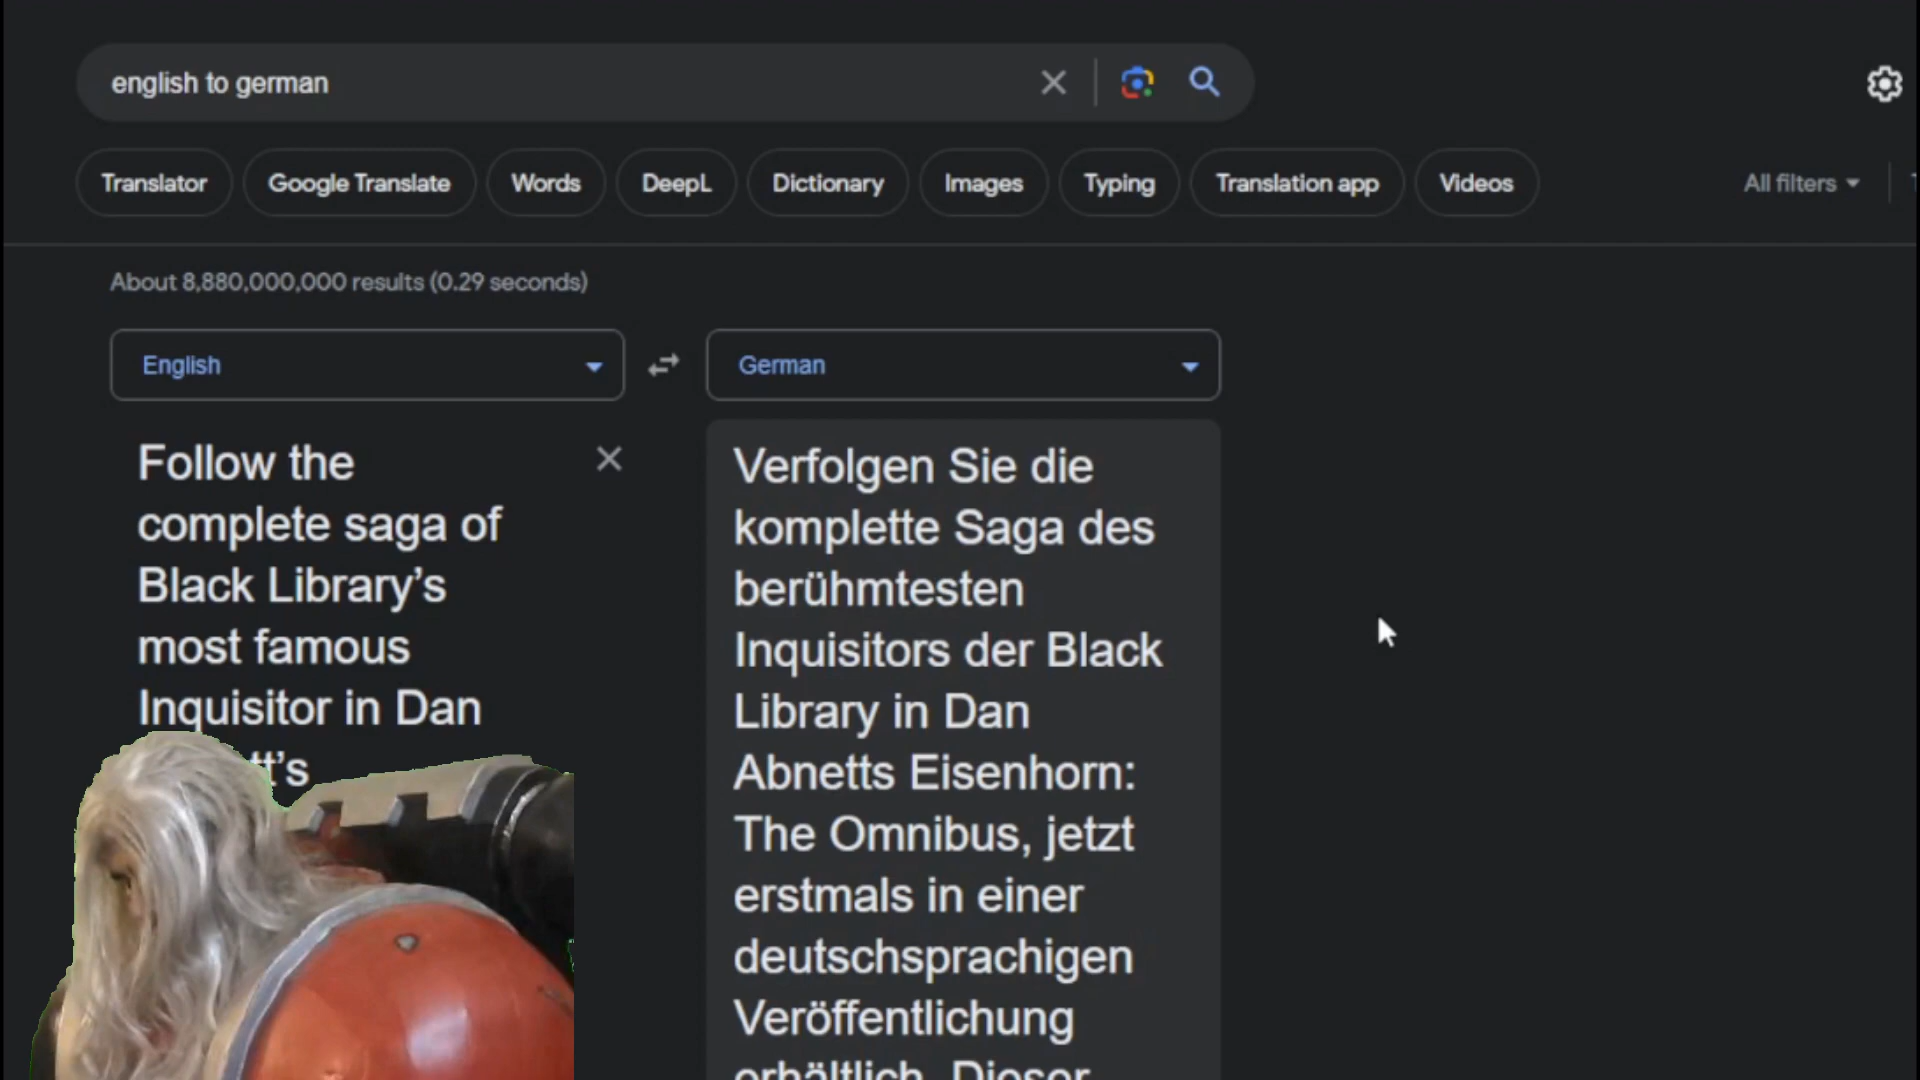 english to german
Translator
Google Translate
Words
DeepL
Dictionary
Images
Typing
Translation app
Videos
All filters
About 8,880,000,000 results (0.29 seconds)
English
German
Follow the
complete saga of
Black Library’s
most famous
Inquisitor in Dan
Verfolgen Sie die
komplette Saga des
berühmtesten
Inquisitors der Black
Library in Dan
Abnetts Eisenhorn:
The Omnibus, jetzt
erstmals in einer
deutschsprachigen
Veröffentlichung
erhältlich. Dieser